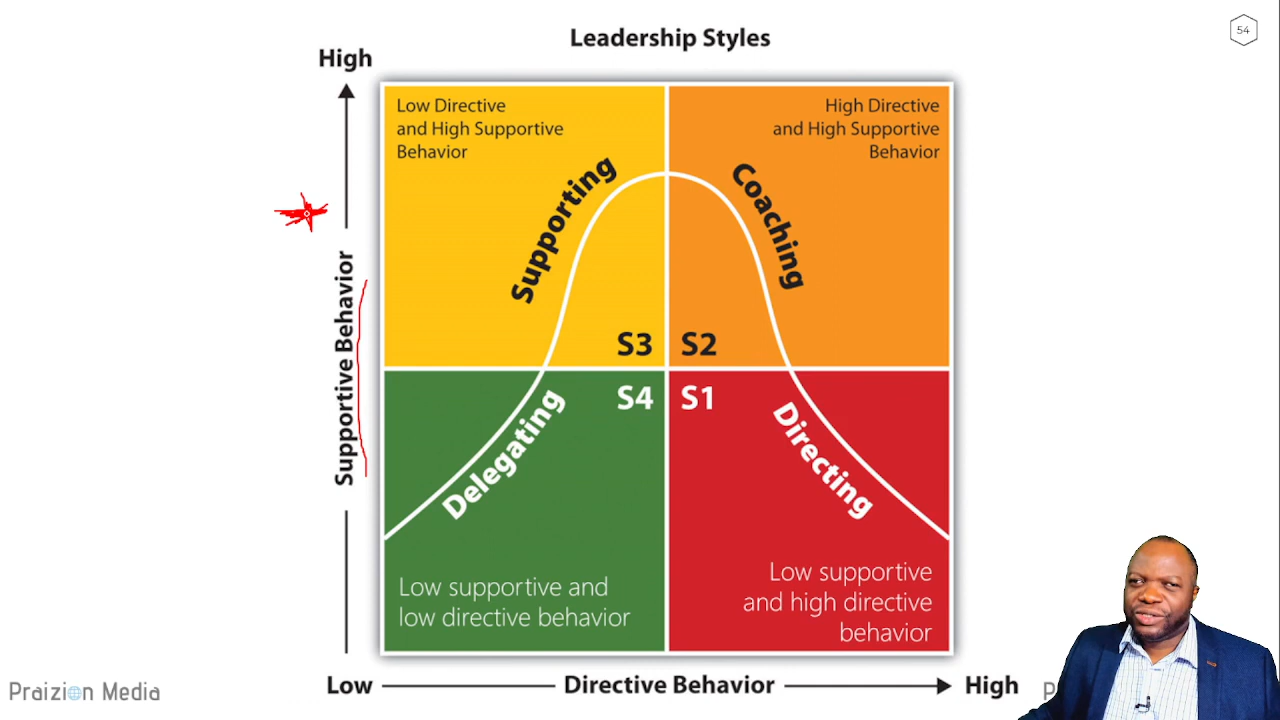 54
Leadership Styles
High
Low Directive
and High Supportive
Behavior
High Directive
and High Supportive
Behavior
Supporting
Coaching
Supportive Behavior
S3
S2
S4
S1
Delegating
Directing
Low supportive and
low directive behavior
Low supportive
and high directive
behavior
Low
Directive Behavior
High
Praizion Media